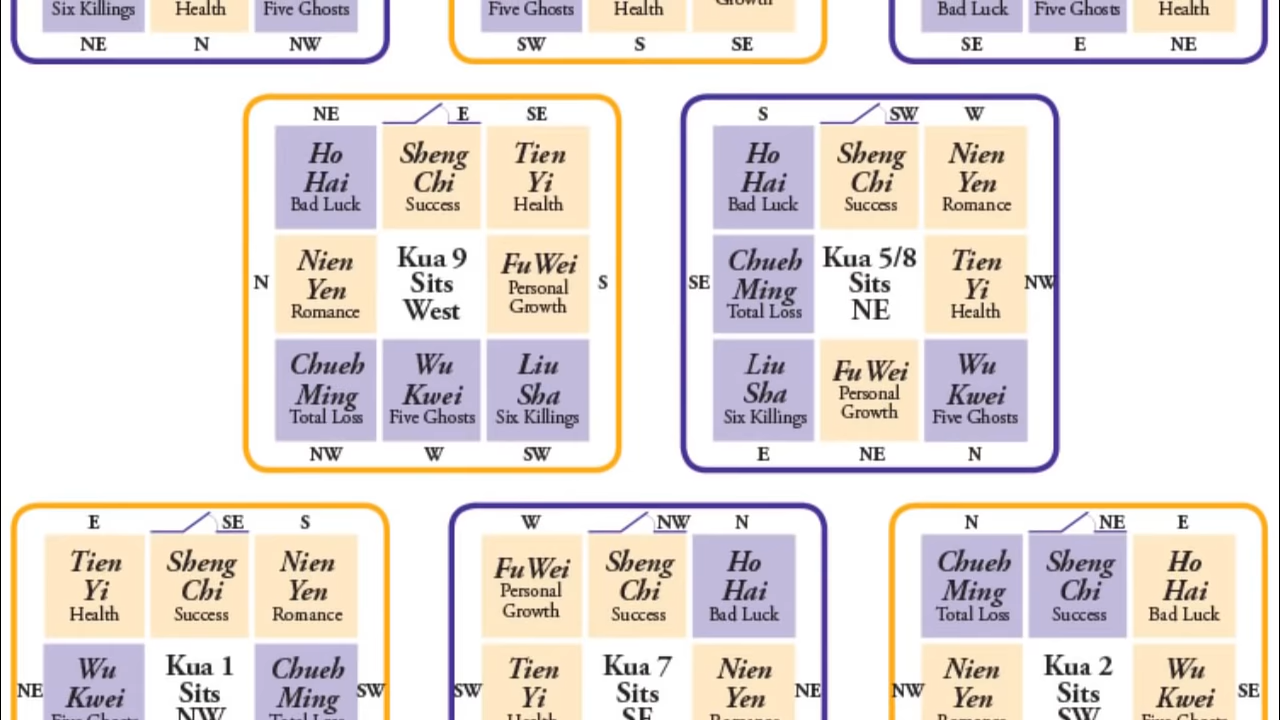 Six Killings
Health
Five Ghosts
NE
N
NW
Five Ghosts
Health
SW
S
SE
Bad Luck
Five Ghosts
Health
SE
E
NE
NE
E
SE
Ho
Hai
Bad Luck
Sheng
Chi
Success
Tien
Yi
Health
N
Nien
Yen
Romance
Kua 9
Sits
West
Fu Wei
Personal
Growth
S
Chueh
Ming
Total Loss
Wu
Kwei
Five Ghosts
Liu
Sha
Six Killings
NW
W
SW
S
SW
W
Ho
Hai
Bad Luck
Sheng
Chi
Success
Nien
Yen
Romance
SE
Chueh
Ming
Total Loss
Kua 5/8
Sits
NE
Tien
Yi
Health
NW
Liu
Sha
Six Killings
Fu Wei
Personal
Growth
Wu
Kwei
Five Ghosts
E
NE
N
E
SE
S
Tien
Yi
Health
Sheng
Chi
Success
Nien
Yen
Romance
NE
Wu
Kwei
Kua 1
Sits
NW
Chueh
Ming
SW
W
NW
N
Fu Wei
Personal
Growth
Sheng
Chi
Success
Ho
Hai
Bad Luck
SW
Tien
Yi
Kua 7
Sits
SE
Nien
Yen
NE
N
NE
E
Chueh
Ming
Total Loss
Sheng
Chi
Success
Ho
Hai
Bad Luck
NW
Nien
Yen
Kua 2
Sits
SW
Wu
Kwei
SE